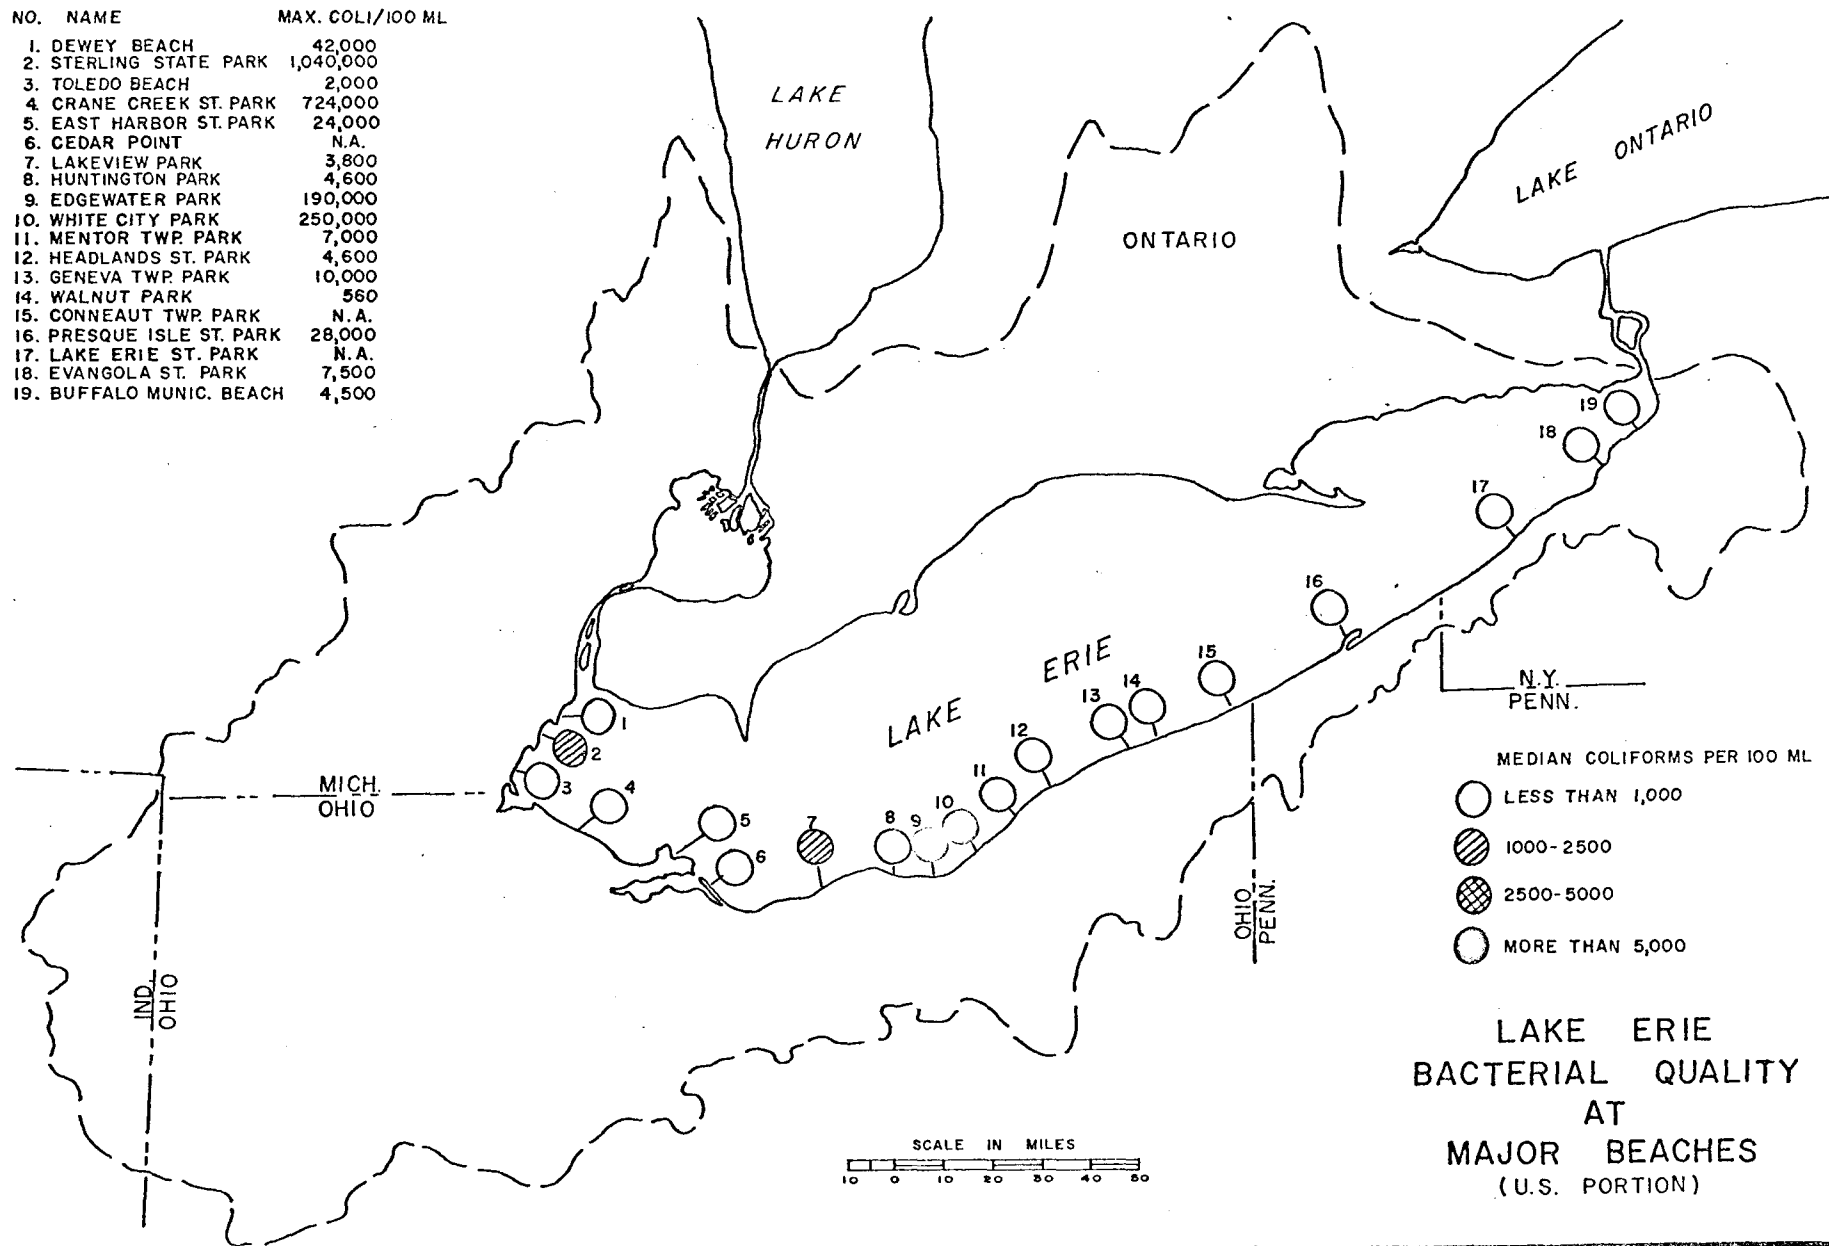 NO. NAME MAX. COLI/100 ML
1. DEWEY BEACH 42,000
2. STERLING STATE PARK 1,040,000
3. TOLEDO BEACH 2,000
4. CRANE CREEK ST. PARK 724,000
5. EAST HARBOR ST. PARK 24,000
6. CEDAR POINT N.A.
7. LAKEVIEW PARK 3,800
8. HUNTINGTON PARK 4,600
9. EDGEWATER PARK 190,000
10. WHITE CITY PARK 250,000
11. MENTOR TWP. PARK 7,000
12. HEADLANDS ST. PARK 4,600
13. GENEVA TWP. PARK 10,000
14. WALNUT PARK 560
15. CONNEAUT TWP. PARK N.A.
16. PRESQUE ISLE ST. PARK 28,000
17. LAKE ERIE ST. PARK N.A.
18. EVANGOLA ST. PARK 7,500
19. BUFFALO MUNIC. BEACH 4,500
LAKE
HURON
ONTARIO
LAKE ONTARIO
LAKE ERIE
19
18
17
16
15
14
13
12
11
10
9
8
7
6
5
4
3
2
1
MICH.
OHIO
IND.
OHIO
OHIO
PENN.
N.Y.
PENN.
MEDIAN COLIFORMS PER 100 ML
LESS THAN 1,000
1000-2500
2500-5000
MORE THAN 5,000
SCALE IN MILES
10 0 10 20 30 40 50
LAKE ERIE
BACTERIAL QUALITY
AT
MAJOR BEACHES
(U.S. PORTION)